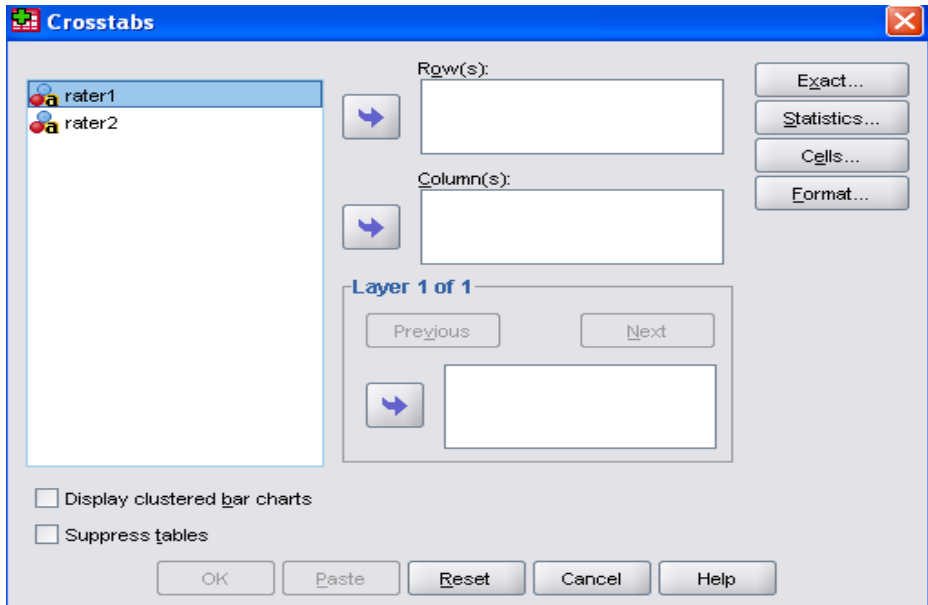 Crosstabs
rater1
rater2
Row(s):
Column(s):
Layer 1 of 1
Previous
Next
Exact...
Statistics...
Cells...
Format...
Display clustered bar charts
Suppress tables
OK
Paste
Reset
Cancel
Help